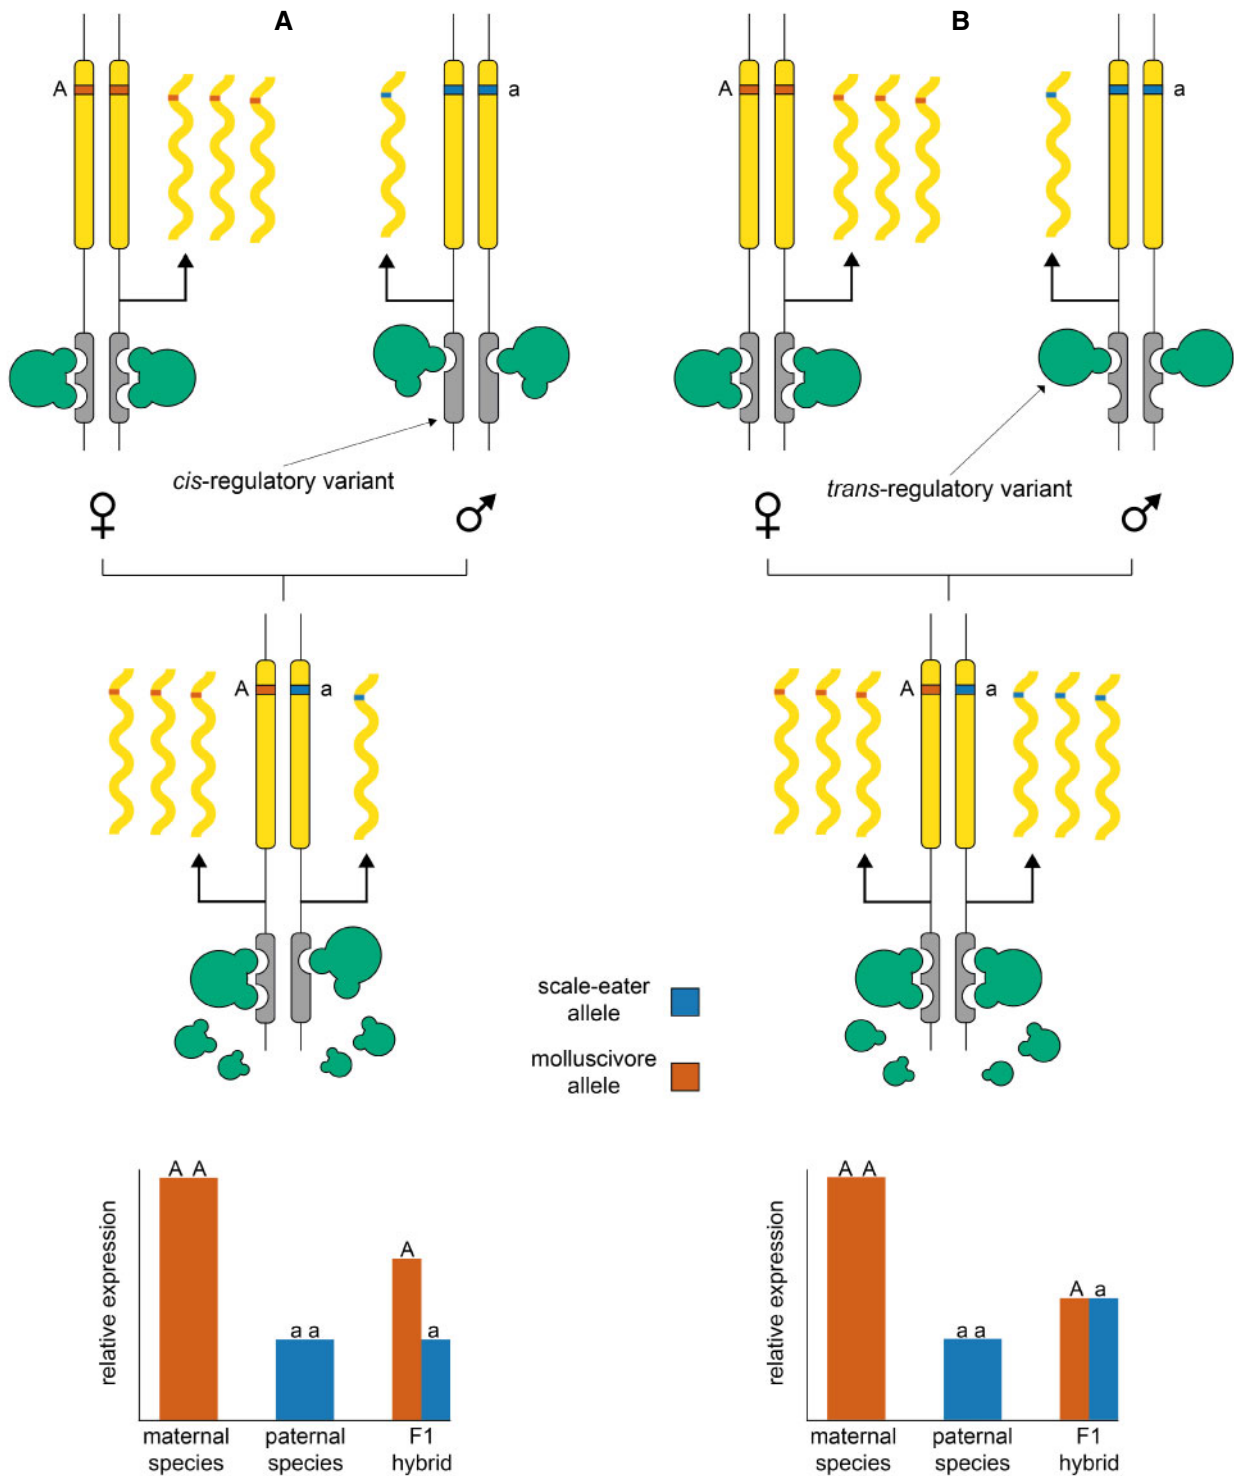 A
B
A
a
A
a
cis-regulatory variant
trans-regulatory variant
♀
♂
♀
♂
A
a
A
a
scale-eater
allele
molluscivore
allele
relative expression
A A
a a
A
a
maternal
species
paternal
species
F1
hybrid
relative expression
A A
a a
A a
maternal
species
paternal
species
F1
hybrid